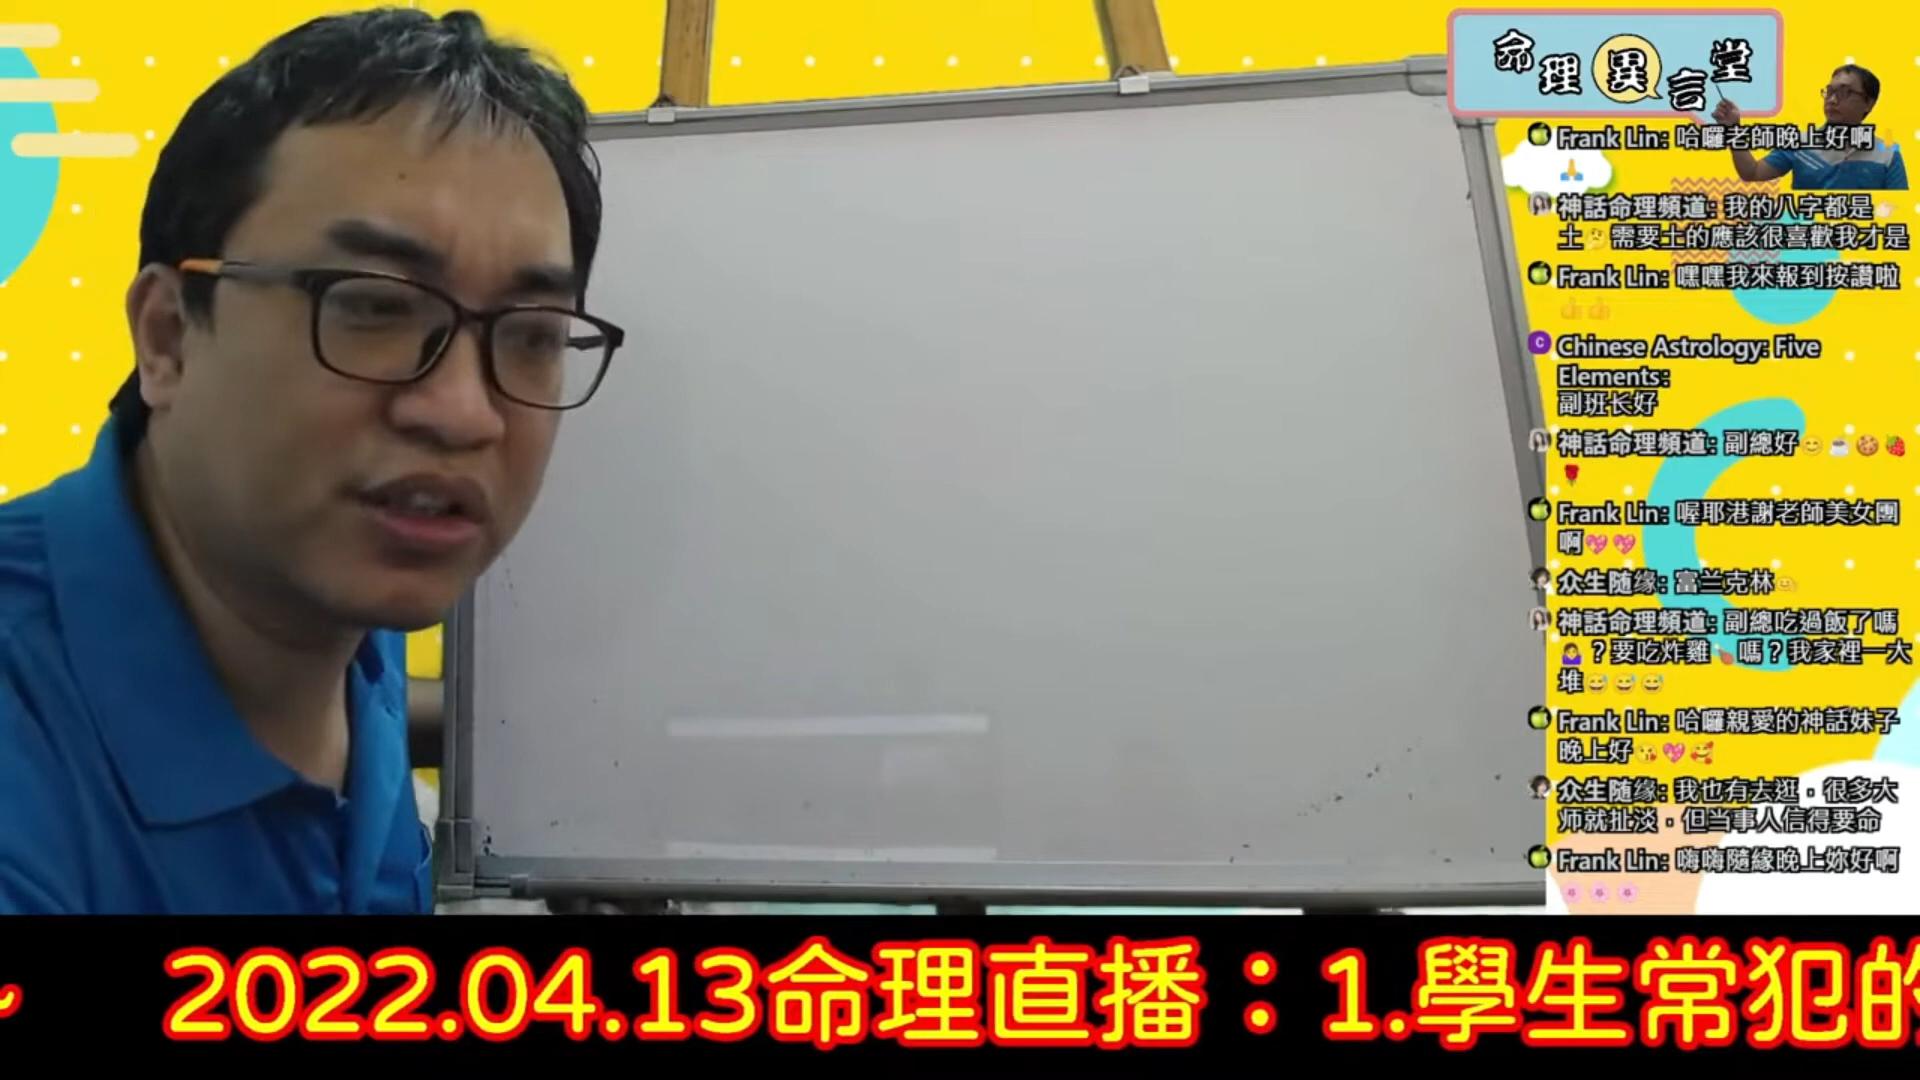 命理異言堂
Frank Lin: 哈囉老師晚上好啊🙏
🙏
神話命理頻道: 我的八字都是👉🏻
土🤔需要土的應該很喜歡我才是
Frank Lin: 嘿嘿我來報到按讚啦
👍👍
Chinese Astrology: Five
Elements:
副班长好
神話命理頻道: 副總好😊☕🍪🍓
🌹
Frank Lin: 喔耶港謝老師美女團
啊💖💖
众生随缘: 富兰克林🤗
神話命理頻道: 副總吃過飯了嗎
🤷‍♀️？要吃炸雞🍗嗎？我家裡一大
堆😅😅😅
Frank Lin: 哈囉親愛的神話妹子
晚上好😘💖🥰
众生随缘: 我也有去逛，很多大
师就扯淡，但当事人信得要命
Frank Lin: 嗨嗨隨緣晚上妳好啊
🌸🌸🌸
～ 2022.04.13命理直播：1.學生常犯的